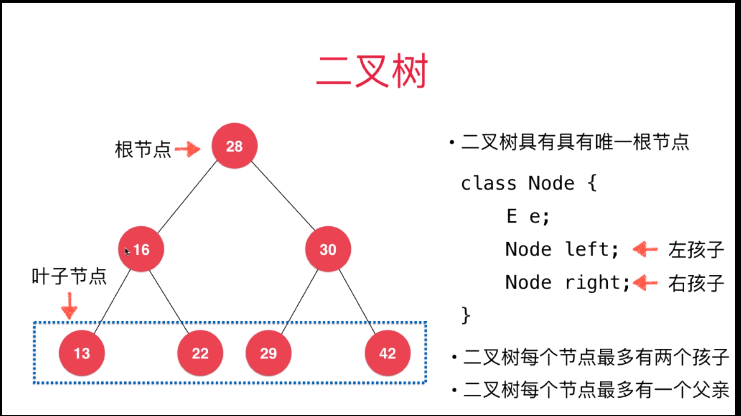 二叉树
根节点
28
16
30
叶子节点
13
22
29
42
• 二叉树具有具有唯一根节点
class Node {
E e;
Node left; 左孩子
Node right; 右孩子
}
• 二叉树每个节点最多有两个孩子
• 二叉树每个节点最多有一个父亲